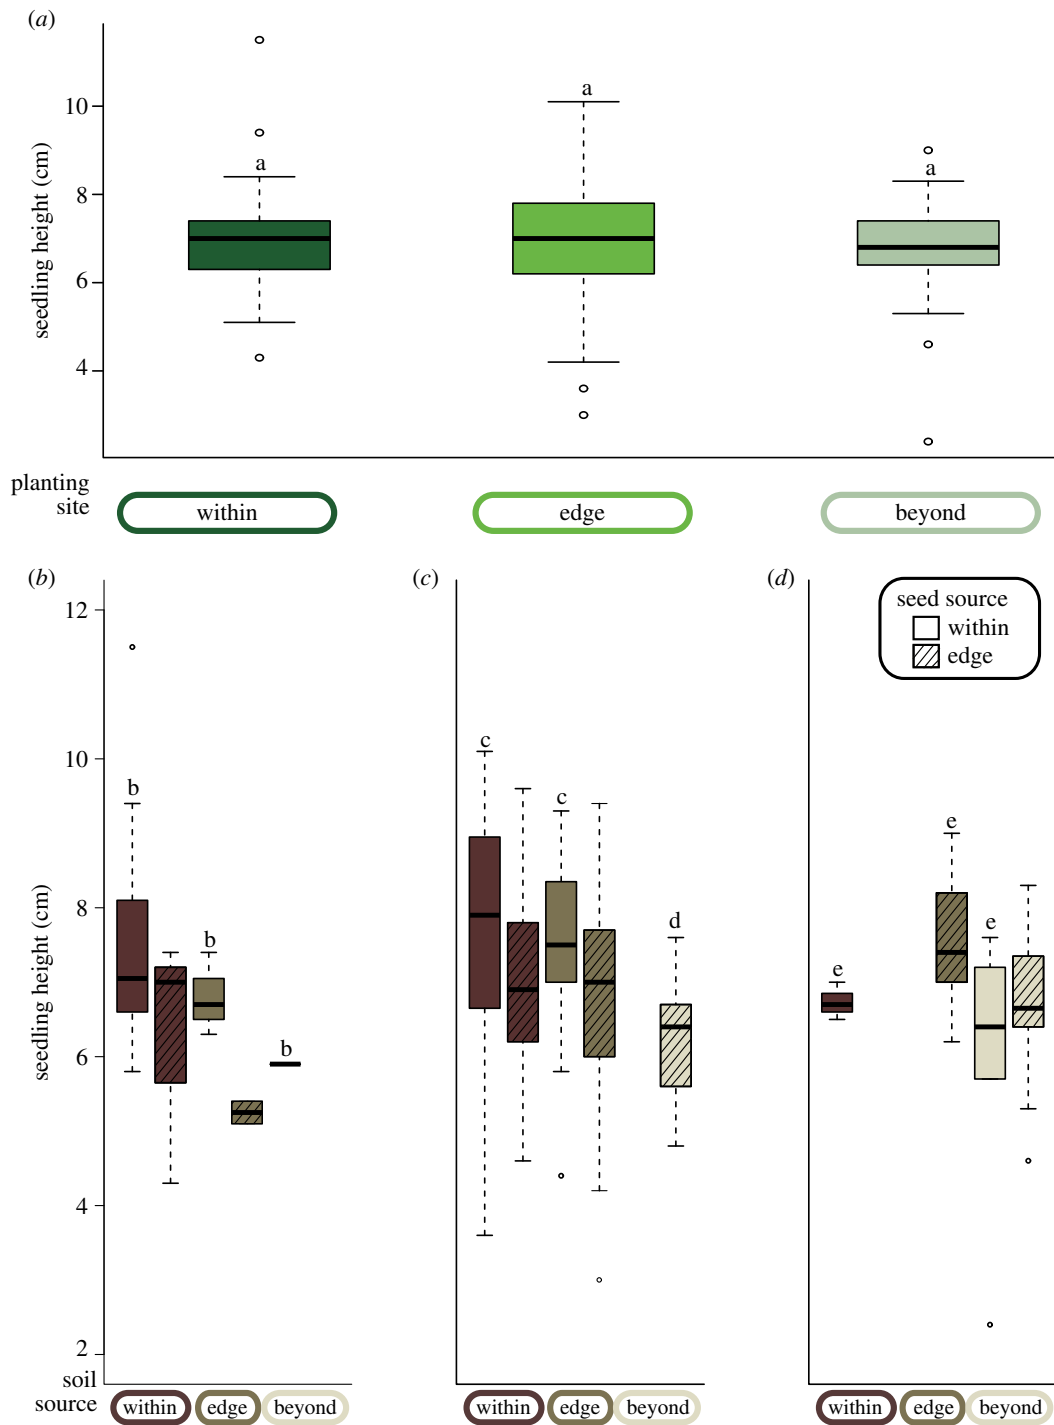 (a)
10
8
6
4
seedling height (cm)
a
a
a
planting
site
within
edge
beyond
(b)
(c)
(d)
seed source
within
edge
12
10
8
6
4
2
seedling height (cm)
b
b
b
c
c
d
e
e
e
soil
source
within
edge
beyond
within
edge
beyond
within
edge
beyond